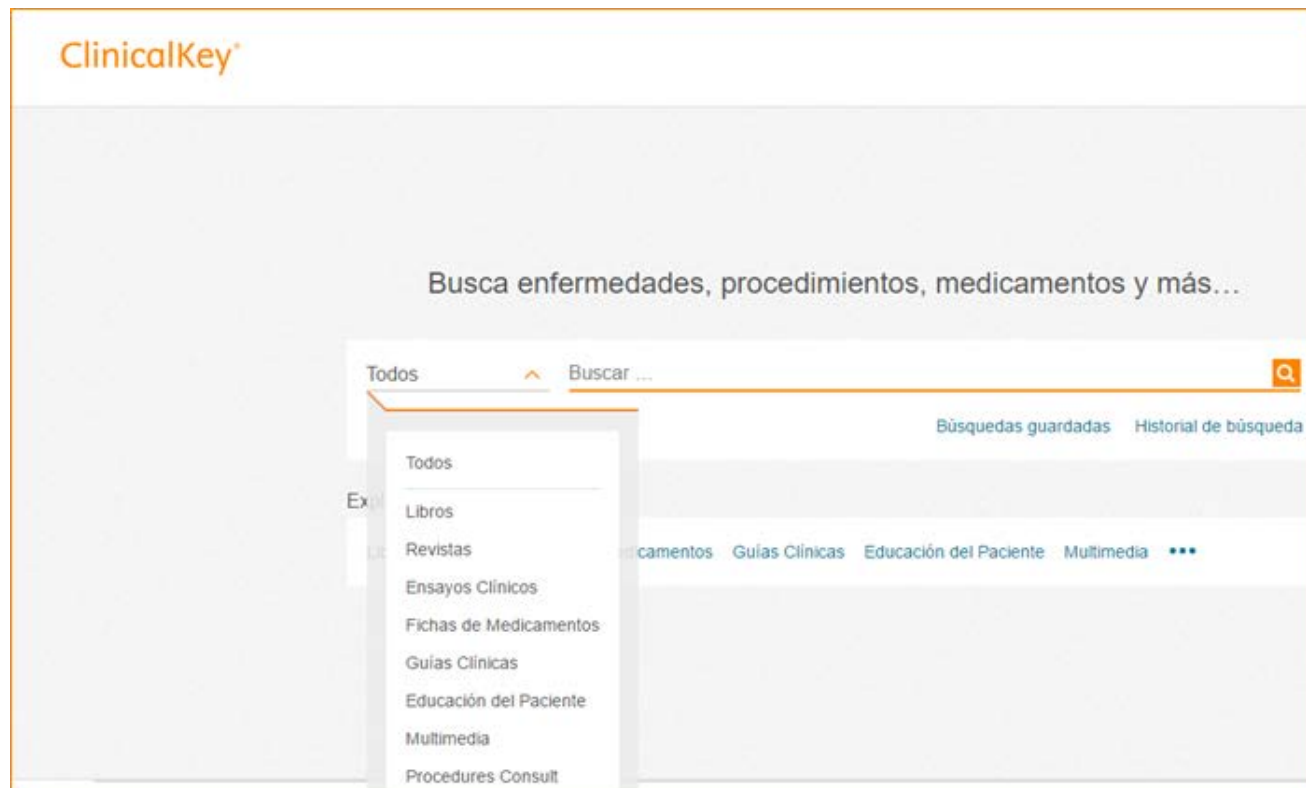 ClinicalKey®
Busca enfermedades, procedimientos, medicamentos y más...
Todos Buscar ...
Búsquedas guardadas Historial de búsqueda
Todos
Libros
Revistas
Guías Clínicas Educación del Paciente Multimedia •••
Ensayos Clínicos
Fichas de Medicamentos
Guías Clínicas
Educación del Paciente
Multimedia
Procedures Consult